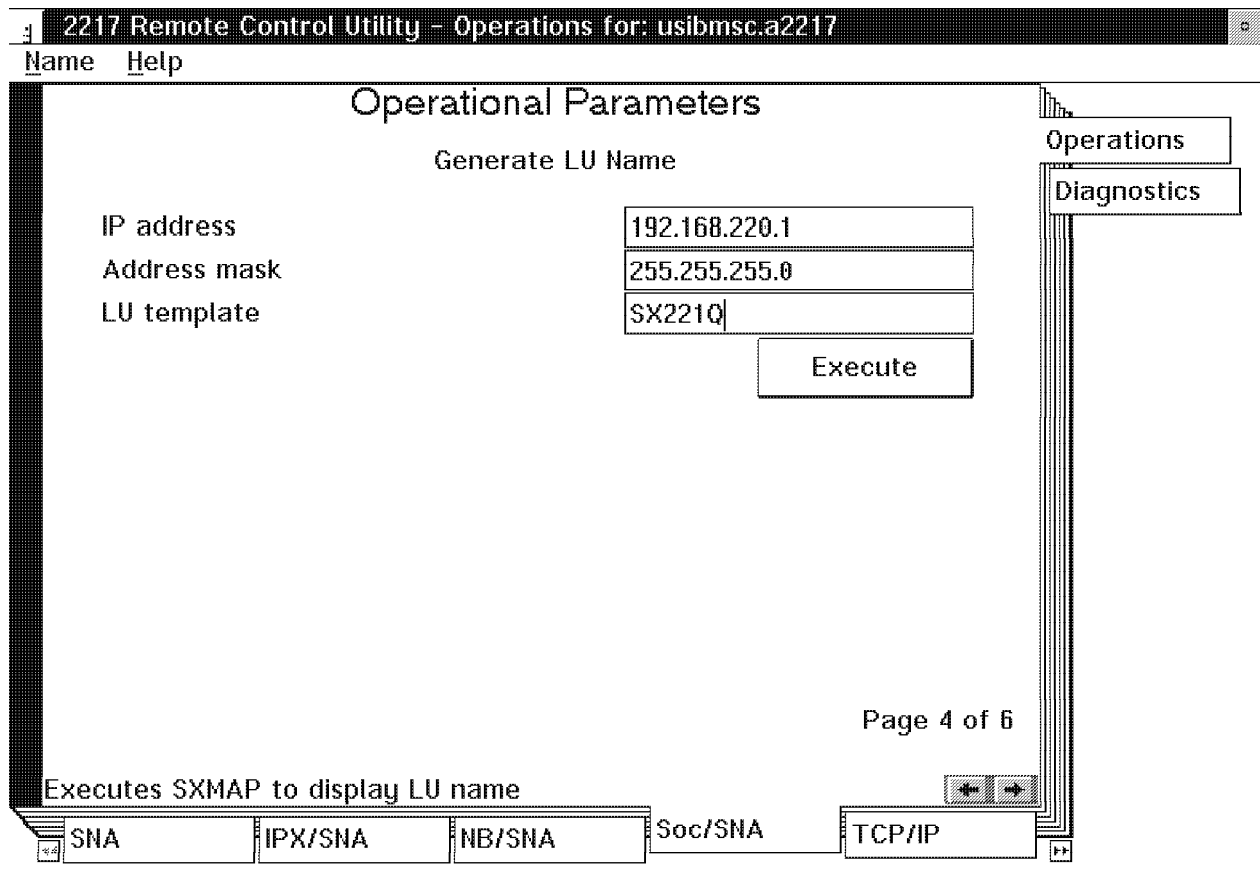 2217 Remote Control Utility - Operations for: usibmsc.a2217
Name Help
Operational Parameters
Operations
Generate LU Name
Diagnostics
IP address 192.168.220.1
Address mask 255.255.255.0
LU template SX221Q
Execute
Page 4 of 6
Executes SXMAP to display LU name
SNA IPX/SNA NB/SNA Soc/SNA TCP/IP